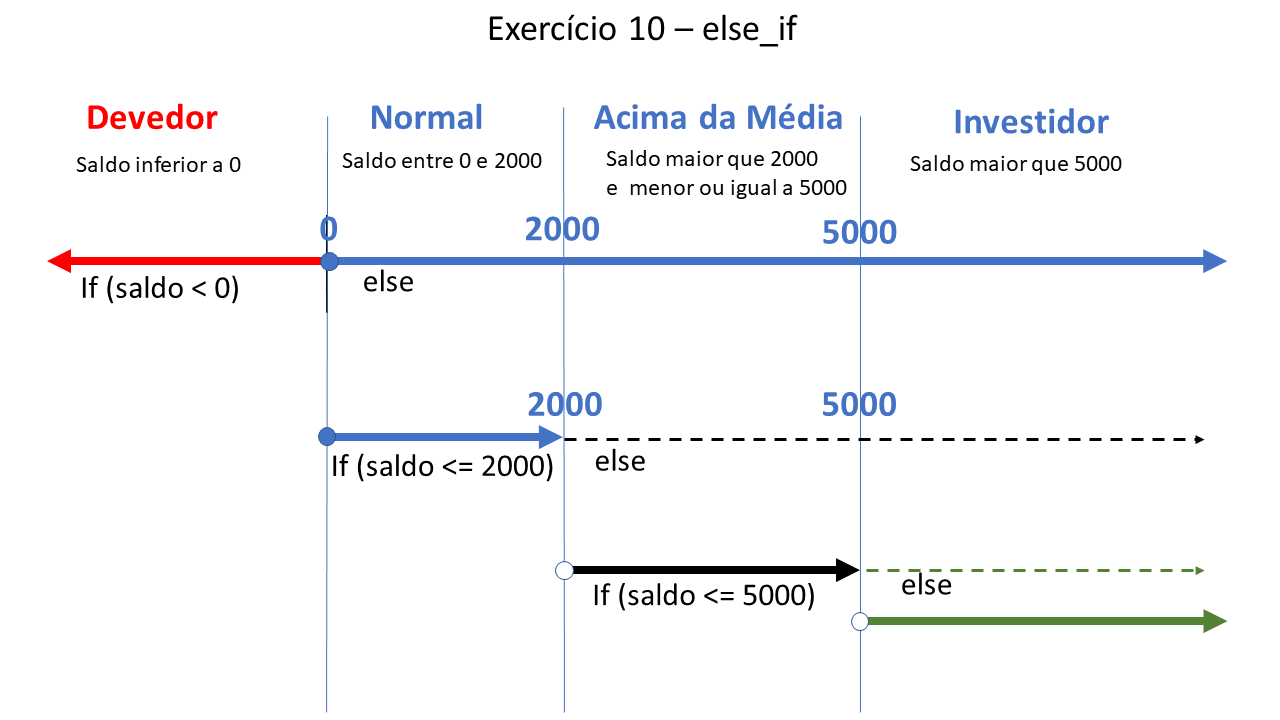 Exercício 10 – else_if
Devedor
Normal
Acima da Média
Investidor
Saldo inferior a 0
Saldo entre 0 e 2000
Saldo maior que 2000
e  menor ou igual a 5000
Saldo maior que 5000
0
2000
5000
If (saldo < 0)
else
2000
5000
If (saldo <= 2000)
else
If (saldo <= 5000)
else